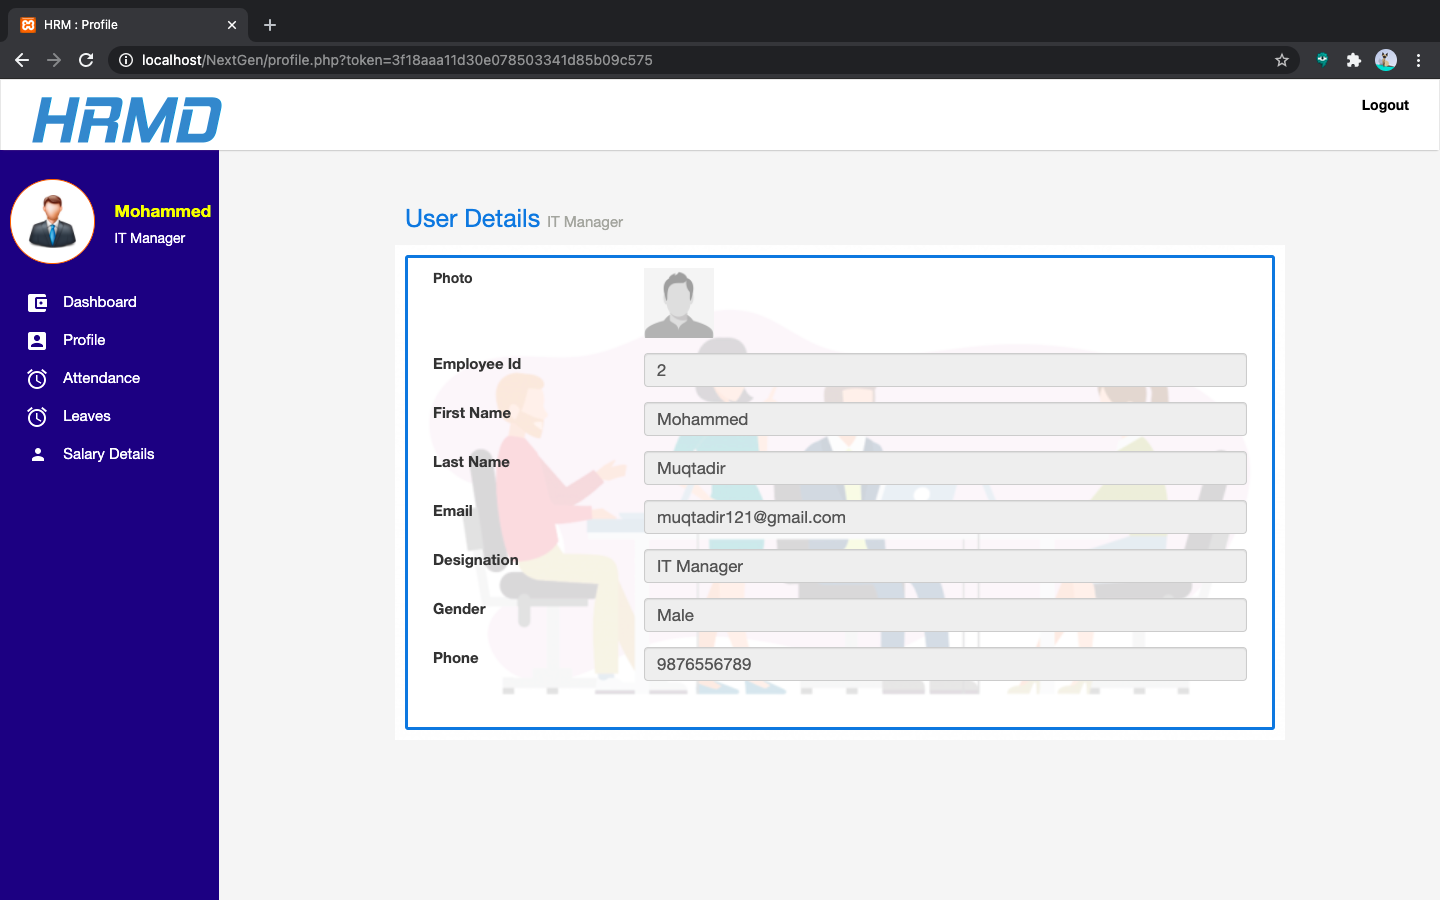 HRM : Profile
localhost/NextGen/profile.php?token=3f18aaa11d30e078503341d85b09c575
HRMD
Logout
Mohammed
IT Manager
Dashboard
Profile
Attendance
Leaves
Salary Details
User Details IT Manager
Photo
Employee Id 2
First Name Mohammed
Last Name Muqtadir
Email muqtadir121@gmail.com
Designation IT Manager
Gender Male
Phone 9876556789